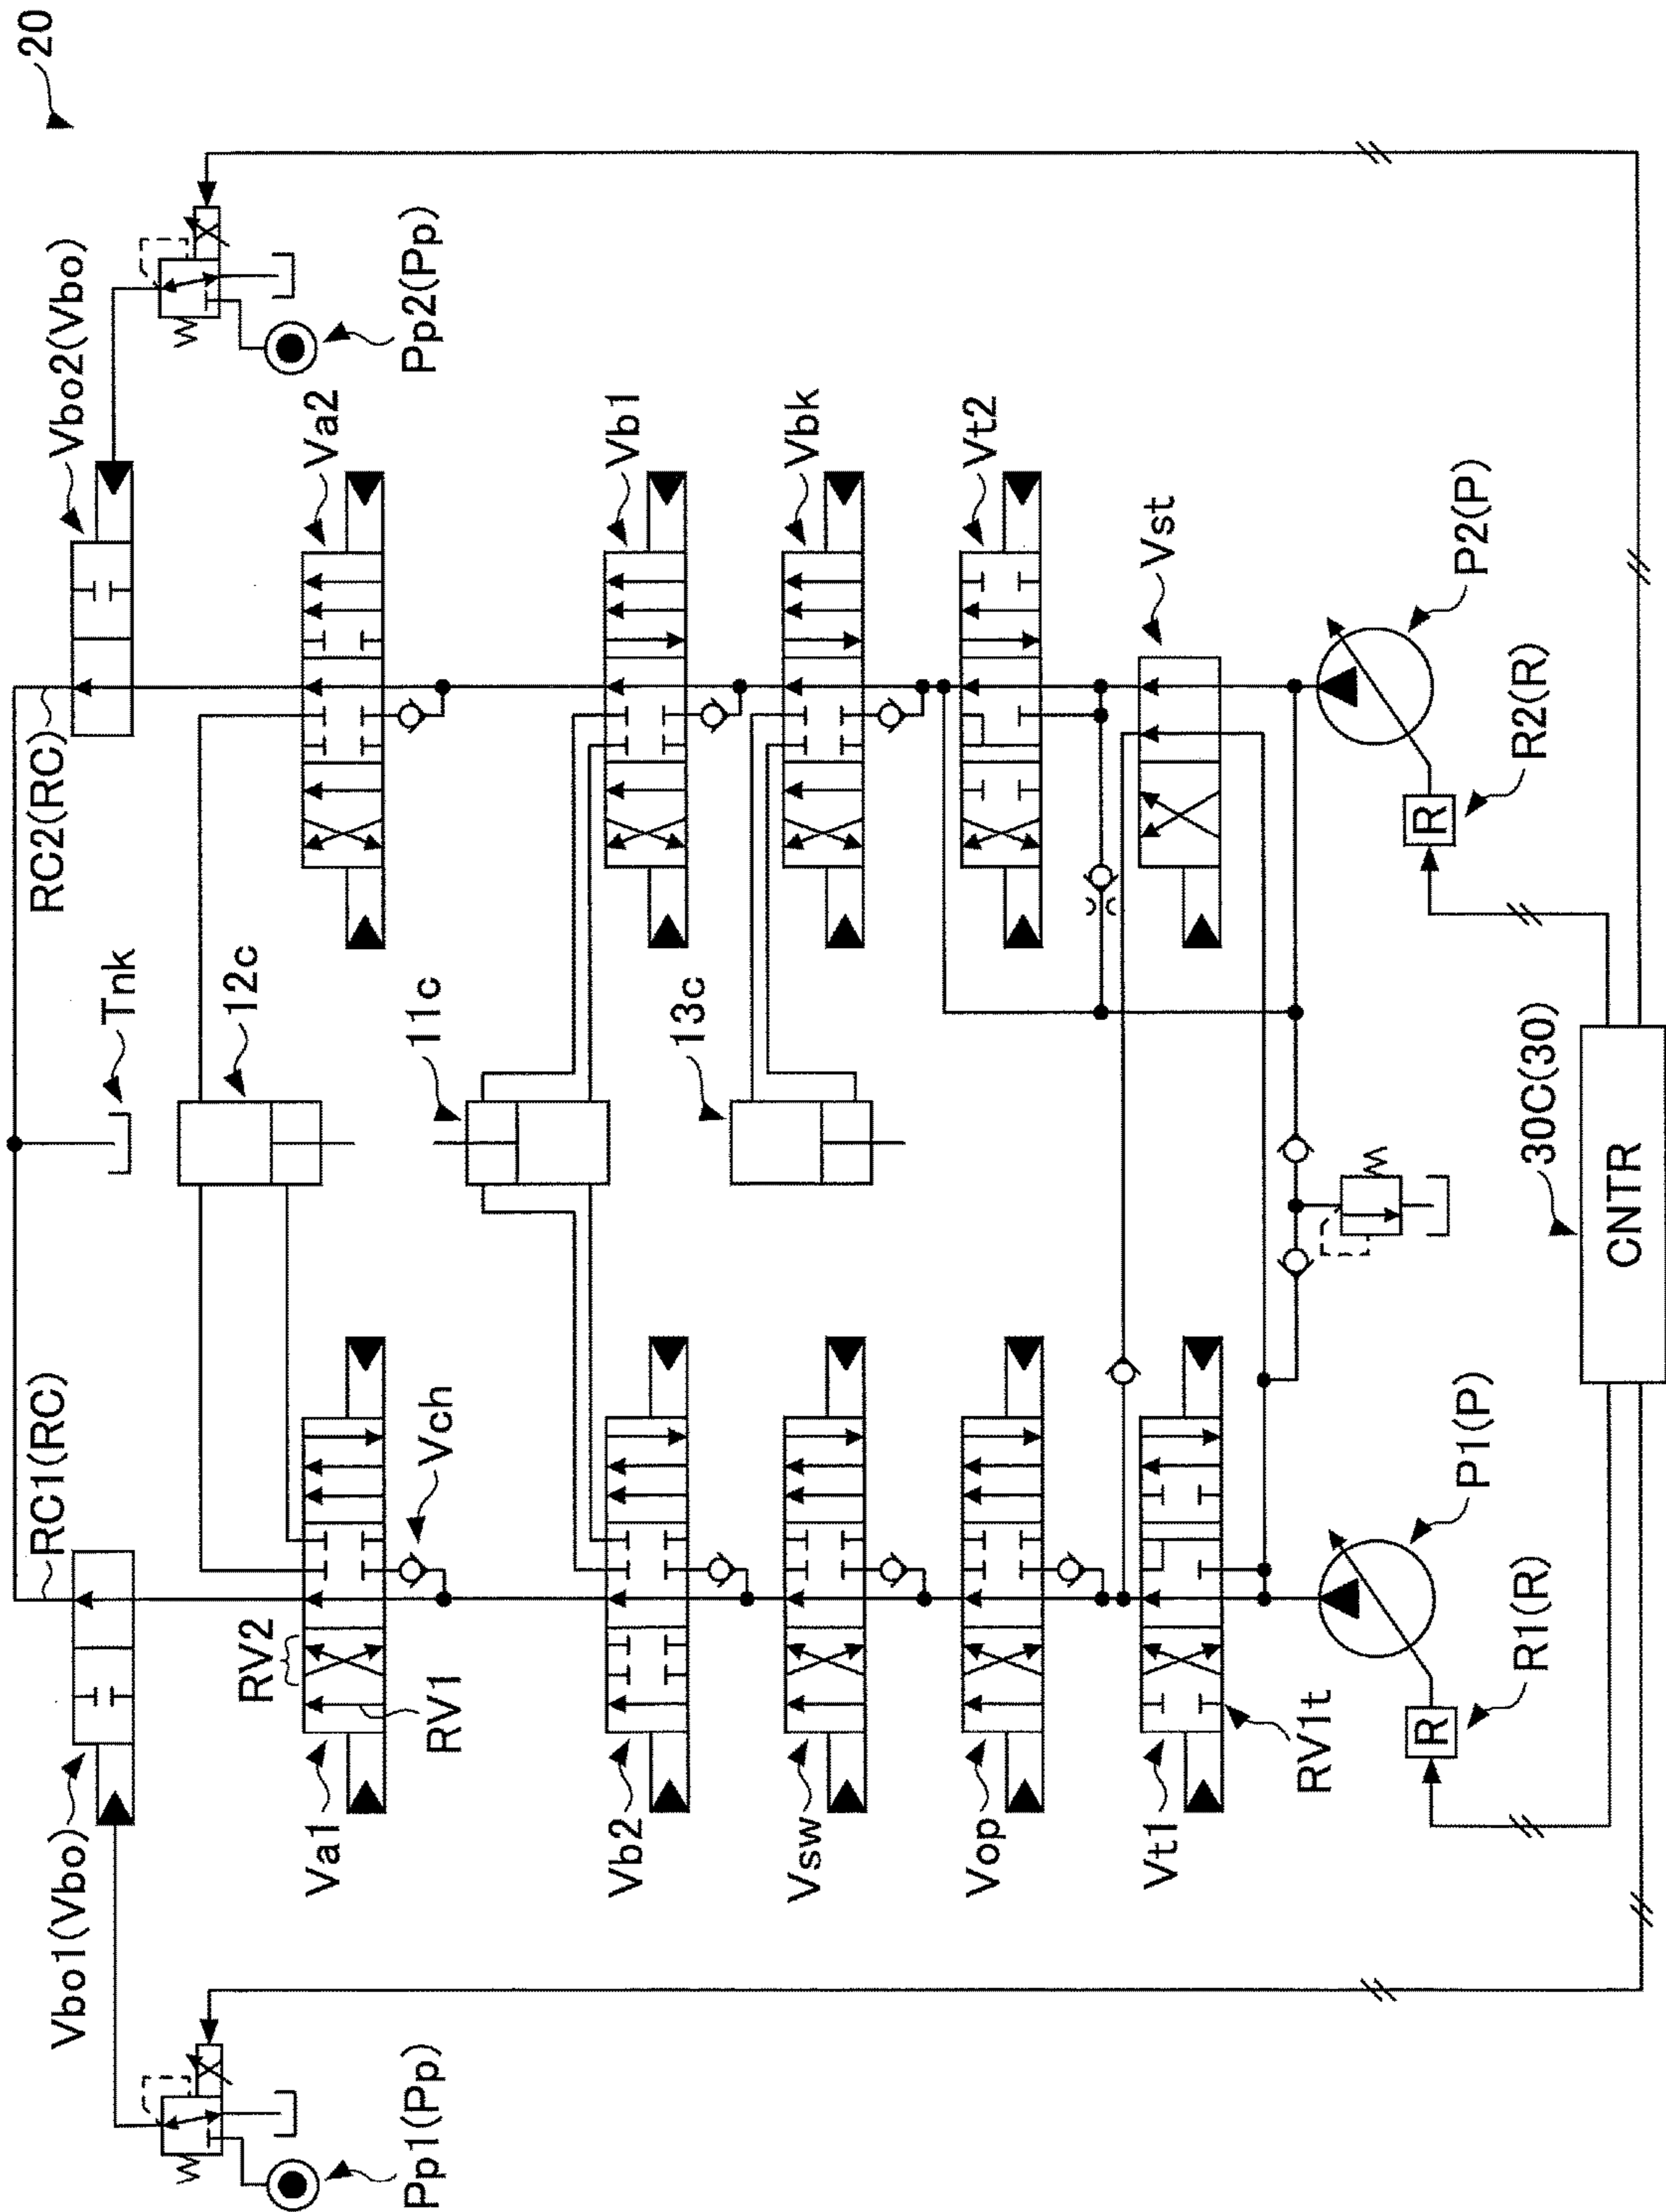 20
RC1(RC)
RC2(RC)
Tnk
Vbo1(Vbo)
Vbo2(Vbo)
Pp1(Pp)
Pp2(Pp)
12c
Va1
RV2
RV1
Vch
Va2
11c
Vb2
Vb1
13c
Vsw
Vbk
Vop
Vt2
Vt1
RV1t
Vst
P1(P)
P2(P)
R
R1(R)
R
R2(R)
30C(30)
CNTR